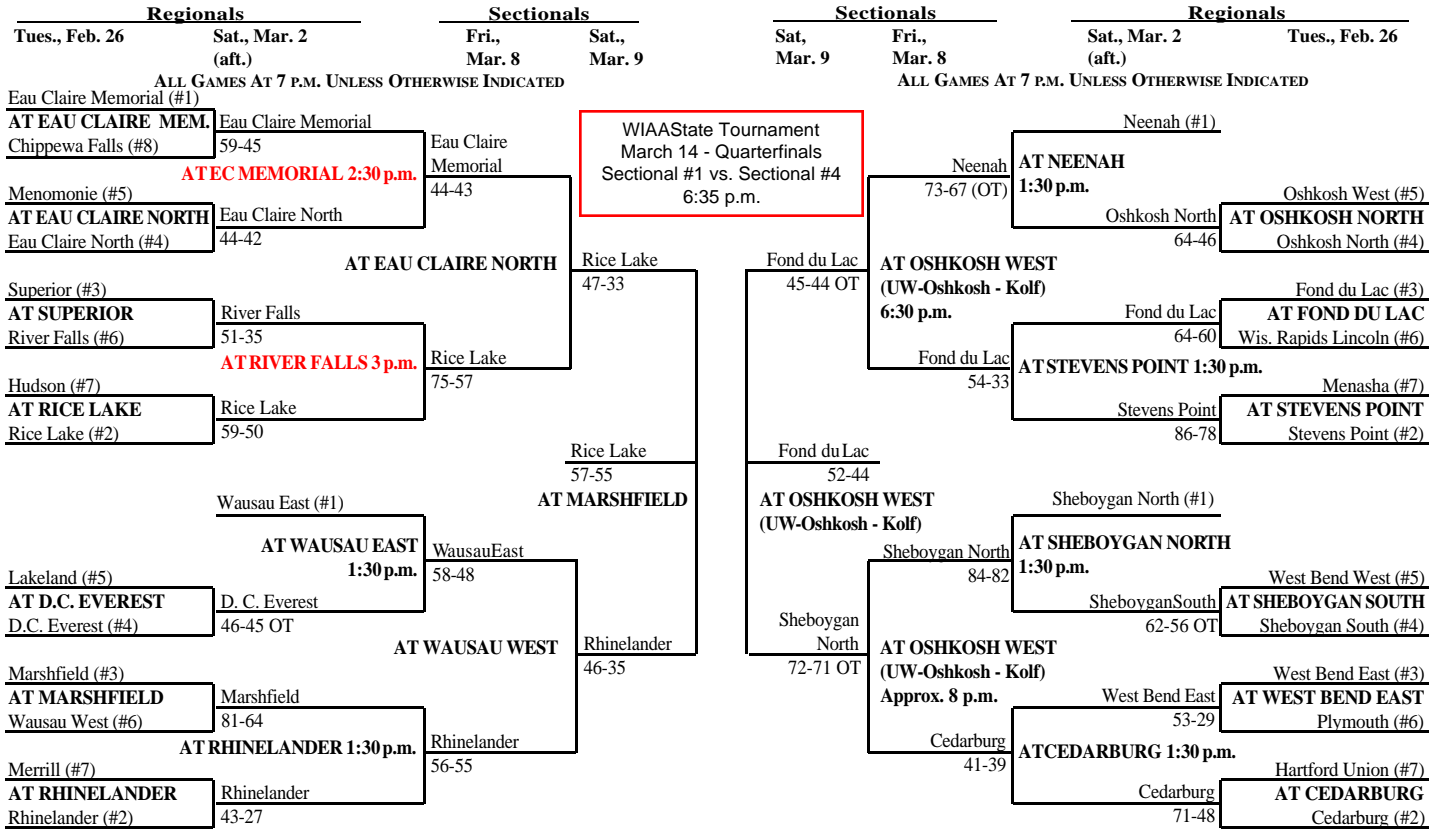 Regionals
Sectionals
Tues., Feb. 26
Sat., Mar. 2
(aft.)
Fri.,
Mar. 8
Sat.,
Mar. 9
ALL GAMES AT 7 P.M. UNLESS OTHERWISE INDICATED
Eau Claire Memorial (#1)
AT EAU CLAIRE MEM.
Chippewa Falls (#8)
Eau Claire Memorial
59-45
AT EC MEMORIAL 2:30 p.m.
Menomonie (#5)
AT EAU CLAIRE NORTH
Eau Claire North (#4)
Eau Claire North
44-42
Eau Claire
Memorial
44-43
AT EAU CLAIRE NORTH
Superior (#3)
AT SUPERIOR
River Falls (#6)
River Falls
51-35
AT RIVER FALLS 3 p.m.
Hudson (#7)
AT RICE LAKE
Rice Lake (#2)
Rice Lake
59-50
Rice Lake
75-57
Rice Lake
47-33
Rice Lake
57-55
AT MARSHFIELD
Wausau East (#1)
AT WAUSAU EAST
1:30 p.m.
Lakeland (#5)
AT D.C. EVEREST
D.C. Everest (#4)
D. C. Everest
46-45 OT
WausauEast
58-48
AT WAUSAU WEST
Marshfield (#3)
AT MARSHFIELD
Wausau West (#6)
Marshfield
81-64
AT RHINELANDER 1:30 p.m.
Merrill (#7)
AT RHINELANDER
Rhinelander (#2)
Rhinelander
43-27
Rhinelander
56-55
Rhinelander
46-35
WIAAState Tournament
March 14 - Quarterfinals
Sectional #1 vs. Sectional #4
6:35 p.m.
Sectionals
Regionals
Sat,
Mar. 9
Fri.,
Mar. 8
Sat., Mar. 2
(aft.)
Tues., Feb. 26
ALL GAMES AT 7 P.M. UNLESS OTHERWISE INDICATED
Neenah (#1)
AT NEENAH
1:30 p.m.
Neenah
73-67 (OT)
Oshkosh West (#5)
AT OSHKOSH NORTH
Oshkosh North (#4)
Oshkosh North
64-46
Fond du Lac
45-44 OT
AT OSHKOSH WEST
(UW-Oshkosh - Kolf)
6:30 p.m.
Fond du Lac (#3)
AT FOND DU LAC
Wis. Rapids Lincoln (#6)
Fond du Lac
64-60
Fond du Lac
54-33
AT STEVENS POINT 1:30 p.m.
Menasha (#7)
AT STEVENS POINT
Stevens Point (#2)
Stevens Point
86-78
Fond du Lac
52-44
AT OSHKOSH WEST
(UW-Oshkosh - Kolf)
Sheboygan North (#1)
AT SHEBOYGAN NORTH
1:30 p.m.
Sheboygan North
84-82
West Bend West (#5)
AT SHEBOYGAN SOUTH
Sheboygan South (#4)
SheboyganSouth
62-56 OT
Sheboygan
North
72-71 OT
AT OSHKOSH WEST
(UW-Oshkosh - Kolf)
Approx. 8 p.m.
West Bend East (#3)
AT WEST BEND EAST
Plymouth (#6)
West Bend East
53-29
Cedarburg
41-39
ATCEDARBURG 1:30 p.m.
Hartford Union (#7)
AT CEDARBURG
Cedarburg (#2)
Cedarburg
71-48